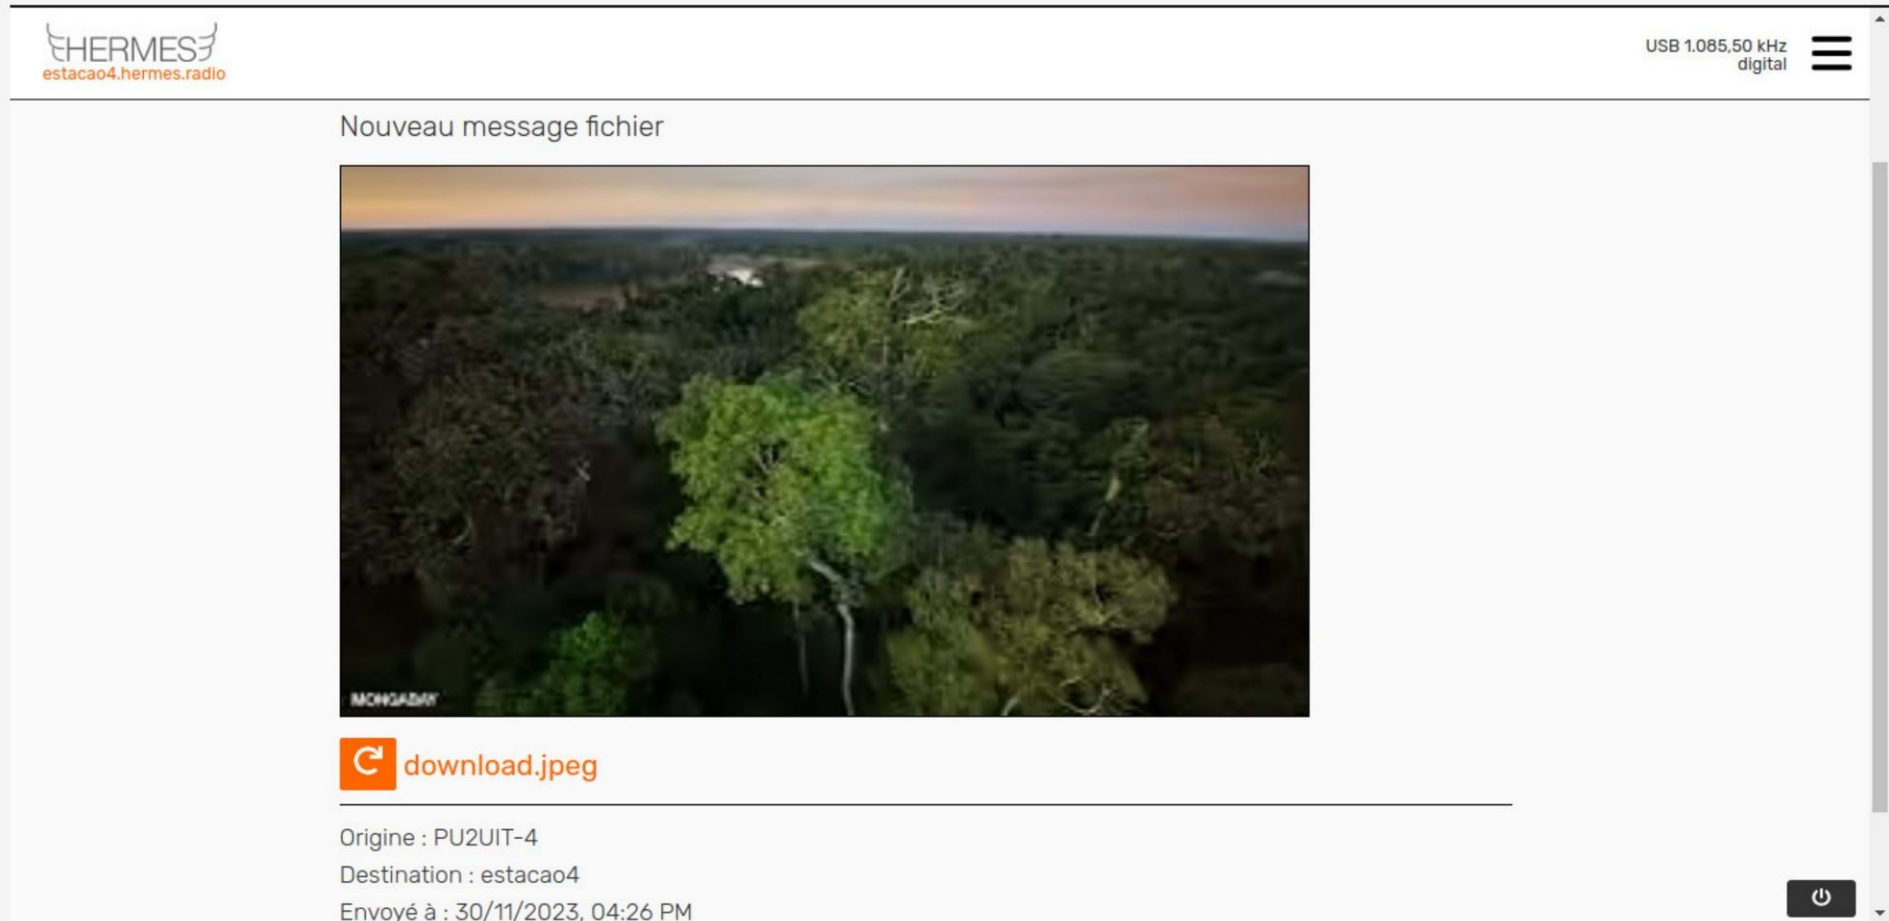 HERMES
estacao4.hermes.radio
USB 1.085,50 kHz
digital
Nouveau message fichier
MONGABAY
download.jpeg
Origine : PU2UIT-4
Destination : estacao4
Envoyé à : 30/11/2023, 04:26 PM